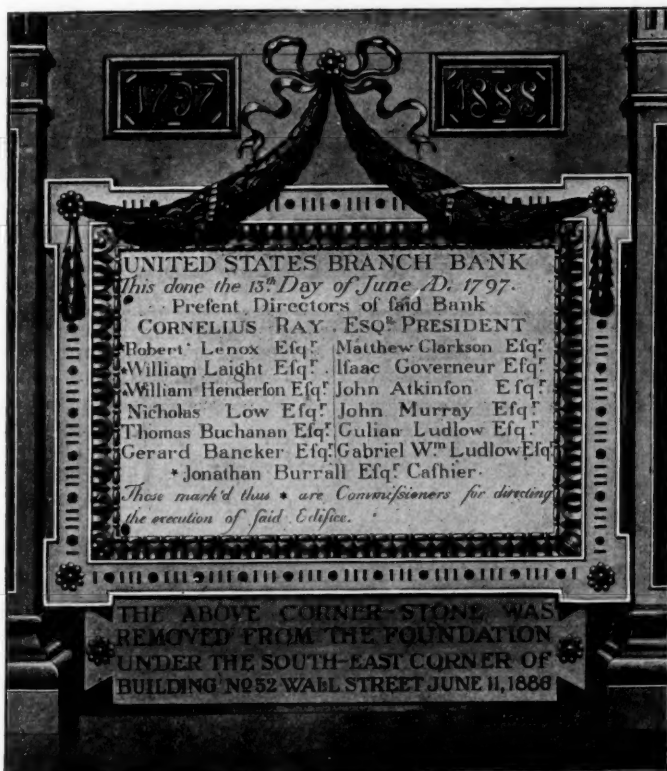 1797 1888
UNITED STATES BRANCH BANK
This done the 13.th Day of June AD. 1797.
Preſent Directors of ſaid Bank
CORNELIUS RAY ESQR. PRESIDENT
*Robert Lenox Eſqr. Matthew Clarkson Eſqr.
*William Laight Eſqr. Iſaac Governeur Eſqr.
*William Henderſon Eſqr. John Atkinſon Eſqr.
Nicholas Low Eſqr. John Murray Eſqr.
Thomas Buchanan Eſqr. Gulian Ludlow Eſqr.
Gerard Bancker Eſqr. Gabriel Wm. Ludlow Eſqr.
*Jonathan Burrall Eſqr. Caſhier.
Those mark'd thus * are Commiſsioners for directing
the execution of ſaid Ediſice.
THE ABOVE CORNER-STONE WAS
REMOVED FROM THE FOUNDATION
UNDER THE SOUTH-EAST CORNER OF
BUILDING No 52 WALL STREET JUNE 11, 1886